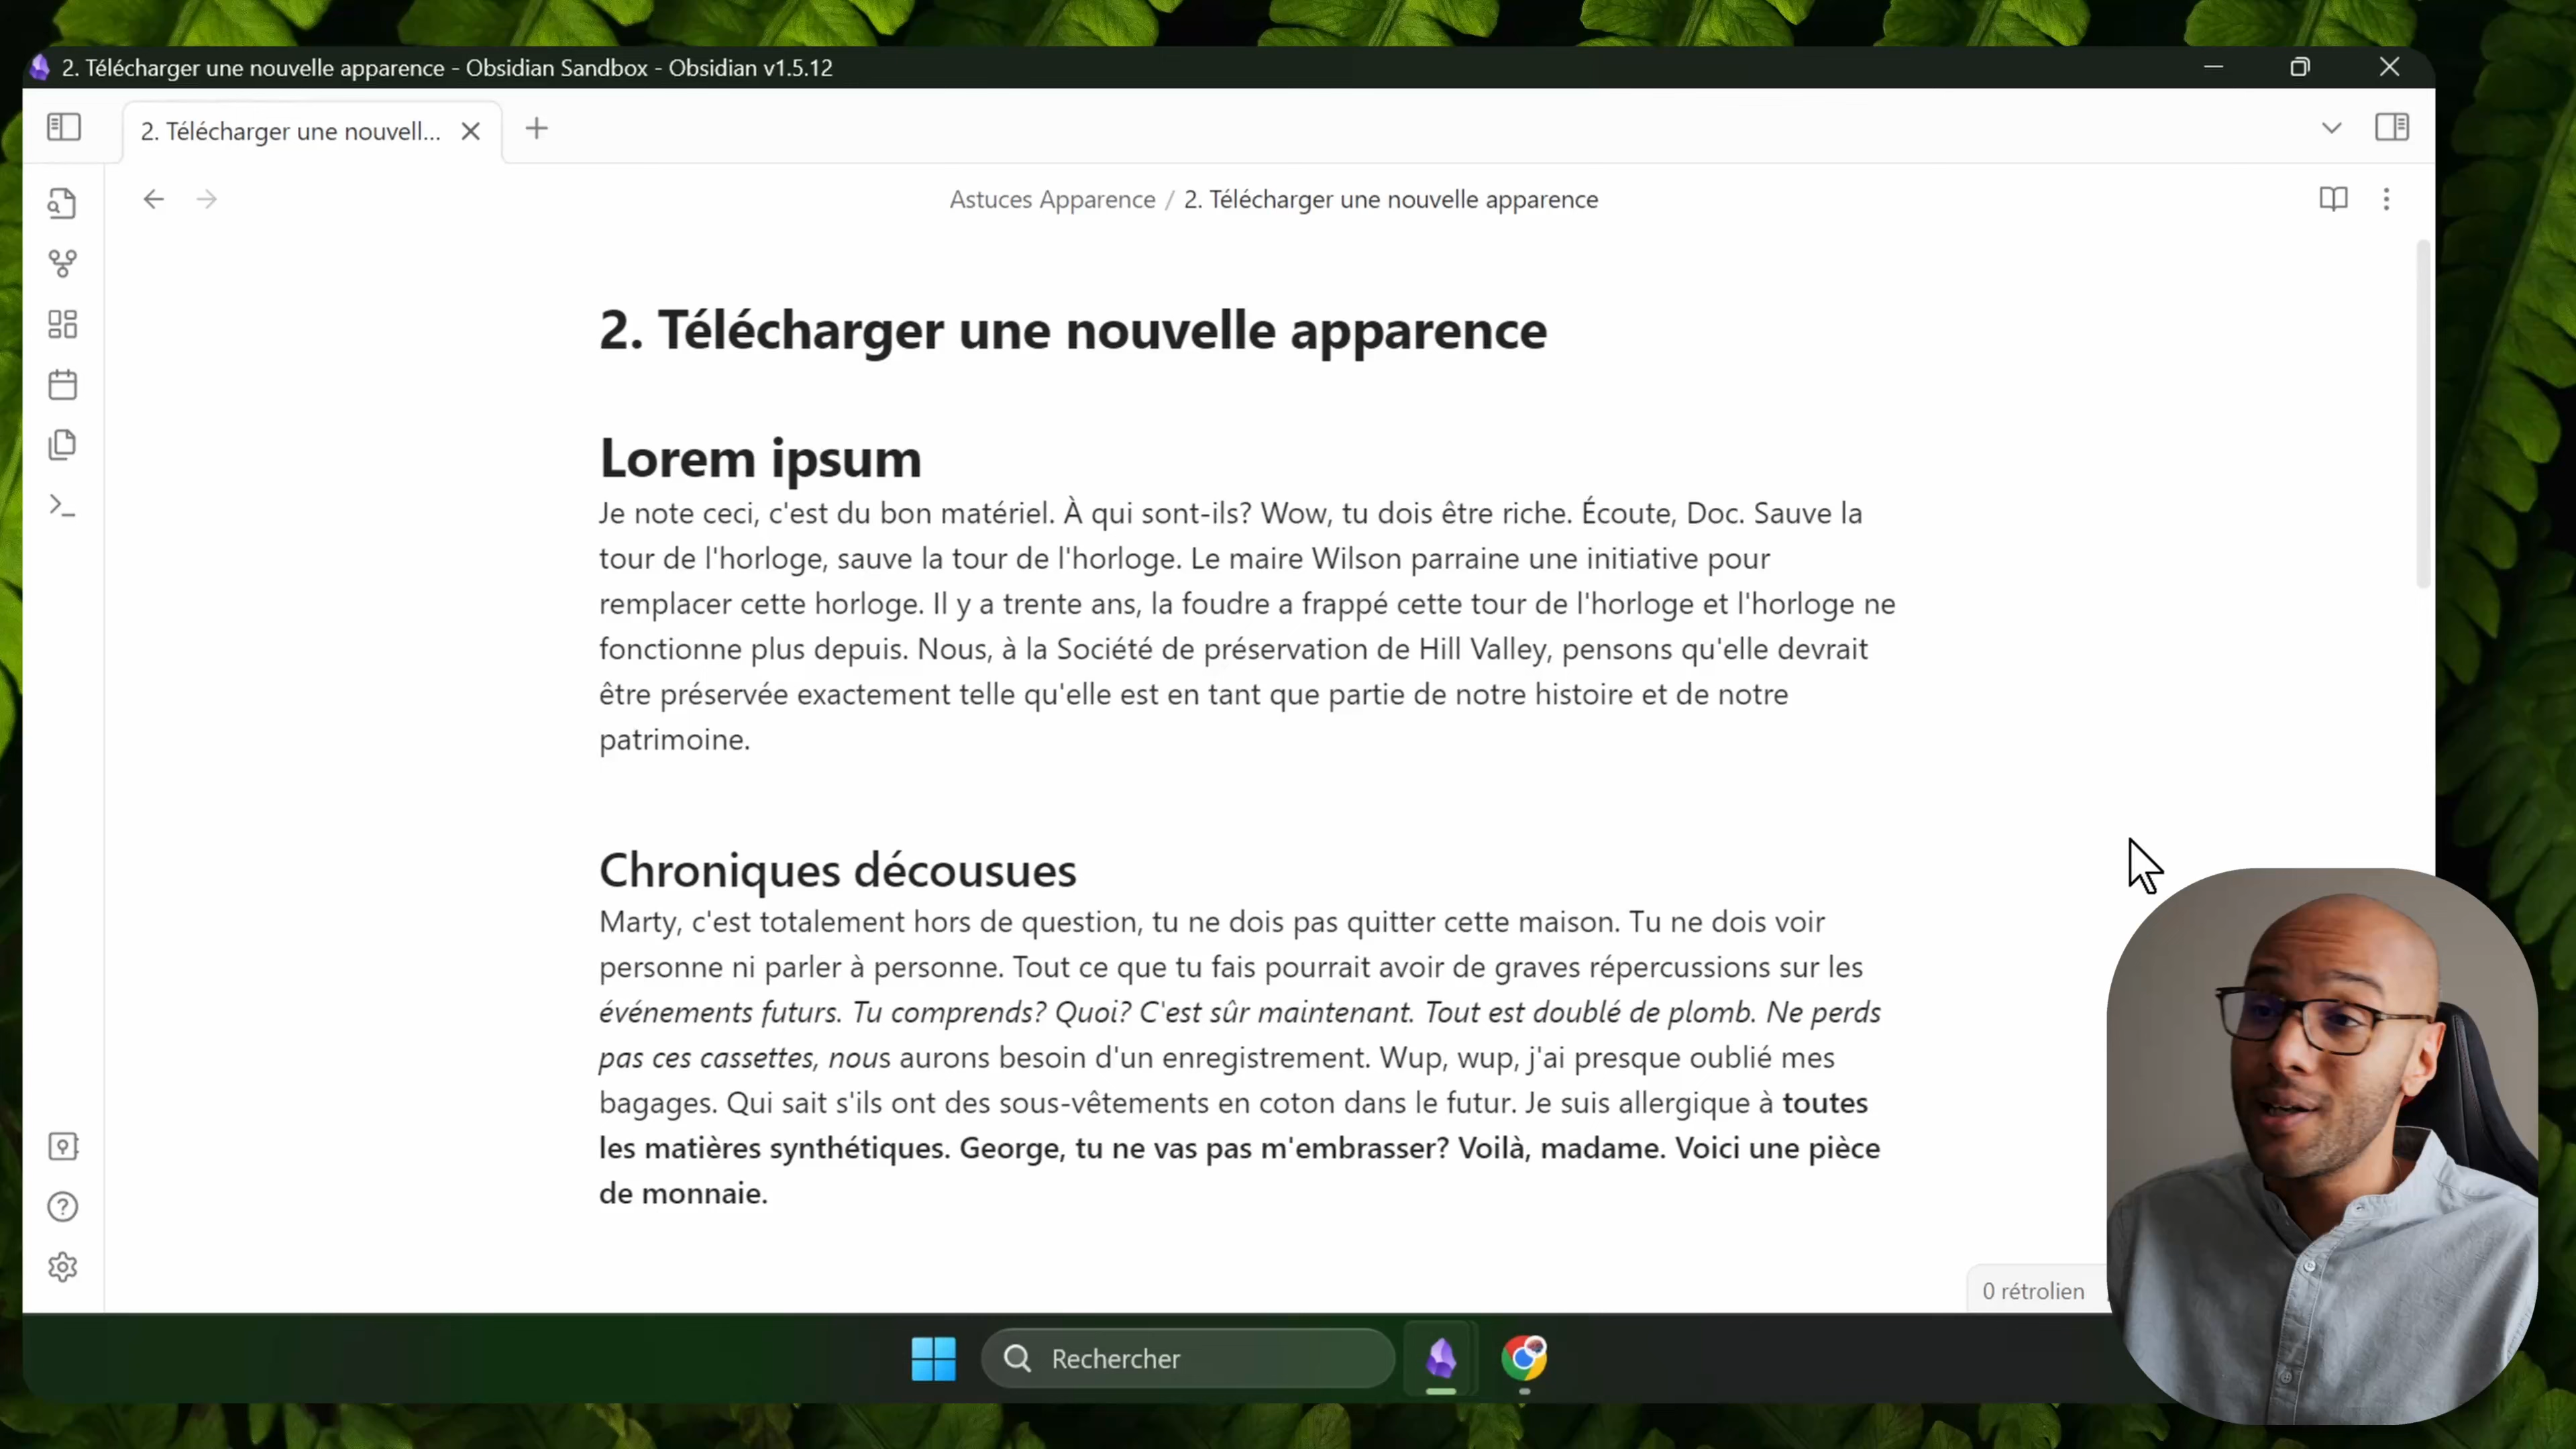 2. Télécharger une nouvelle apparence - Obsidian Sandbox - Obsidian v1.5.12
2. Télécharger une nouvell...
Astuces Apparence / 2. Télécharger une nouvelle apparence
2. Télécharger une nouvelle apparence
Lorem ipsum
Je note ceci, c'est du bon matériel. À qui sont-ils? Wow, tu dois être riche. Écoute, Doc. Sauve la
tour de l'horloge, sauve la tour de l'horloge. Le maire Wilson parraine une initiative pour
remplacer cette horloge. Il y a trente ans, la foudre a frappé cette tour de l'horloge et l'horloge ne
fonctionne plus depuis. Nous, à la Société de préservation de Hill Valley, pensons qu'elle devrait
être préservée exactement telle qu'elle est en tant que partie de notre histoire et de notre
patrimoine.
Chroniques décousues
Marty, c'est totalement hors de question, tu ne dois pas quitter cette maison. Tu ne dois voir
personne ni parler à personne. Tout ce que tu fais pourrait avoir de graves répercussions sur les
événements futurs. Tu comprends? Quoi? C'est sûr maintenant. Tout est doublé de plomb. Ne perds
pas ces cassettes, nous aurons besoin d'un enregistrement. Wup, wup, j'ai presque oublié mes
bagages. Qui sait s'ils ont des sous-vêtements en coton dans le futur. Je suis allergique à toutes
les matières synthétiques. George, tu ne vas pas m'embrasser? Voilà, madame. Voici une pièce
de monnaie.
0 rétrolien
Rechercher